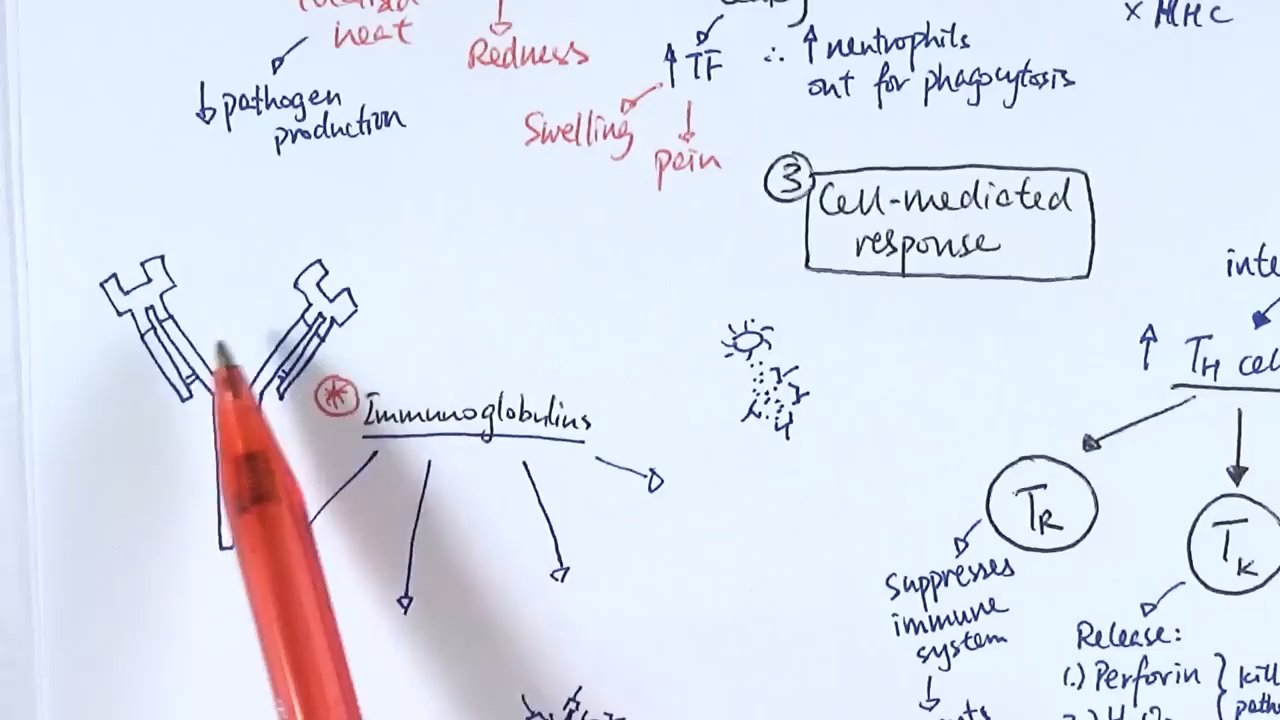 heat
↓ pathogen
production
Redness
↑ TF
∴ ↑ neutrophils
out for phagocytosis
Swelling
pain
× MHC
③ Cell-mediated
response
* Immunoglobulins
inte
↑ TH cel
TR
TK
Suppresses
immune
system
Release:
1.) Perforin
kill
path